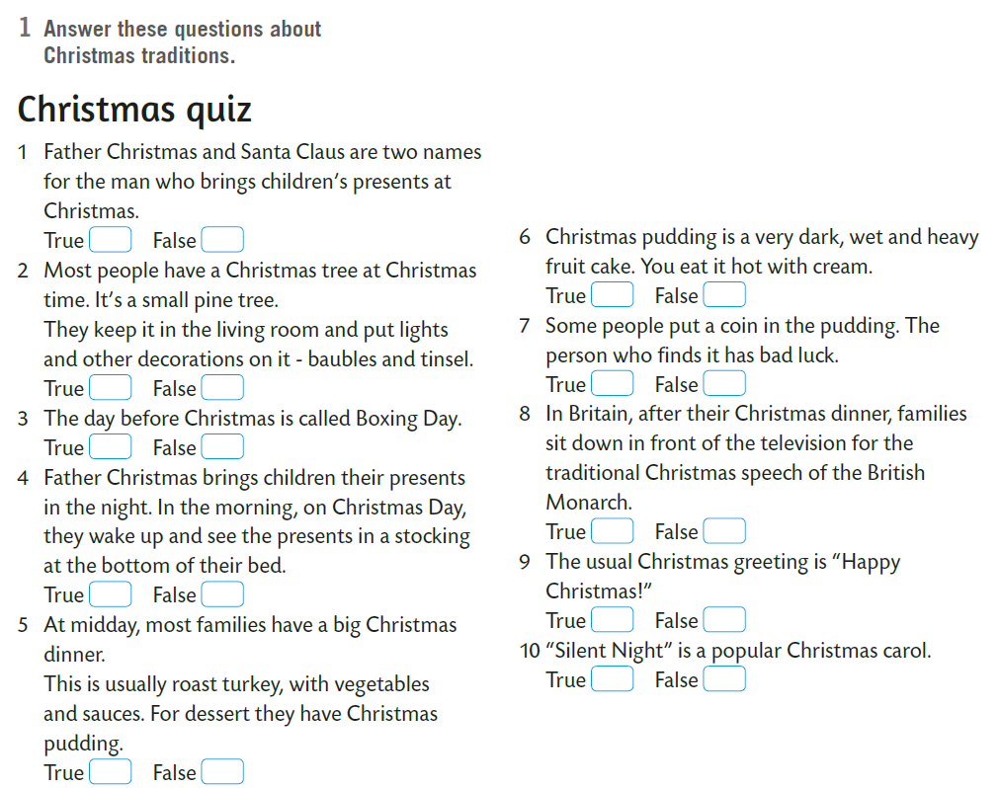 1 Answer these questions about
Christmas traditions.
Christmas quiz
1 Father Christmas and Santa Claus are two names
for the man who brings children’s presents at
Christmas.
True False
2 Most people have a Christmas tree at Christmas
time. It’s a small pine tree.
They keep it in the living room and put lights
and other decorations on it - baubles and tinsel.
True False
3 The day before Christmas is called Boxing Day.
True False
4 Father Christmas brings children their presents
in the night. In the morning, on Christmas Day,
they wake up and see the presents in a stocking
at the bottom of their bed.
True False
5 At midday, most families have a big Christmas
dinner.
This is usually roast turkey, with vegetables
and sauces. For dessert they have Christmas
pudding.
True False
6 Christmas pudding is a very dark, wet and heavy
fruit cake. You eat it hot with cream.
True False
7 Some people put a coin in the pudding. The
person who finds it has bad luck.
True False
8 In Britain, after their Christmas dinner, families
sit down in front of the television for the
traditional Christmas speech of the British
Monarch.
True False
9 The usual Christmas greeting is “Happy
Christmas!”
True False
10 “Silent Night” is a popular Christmas carol.
True False